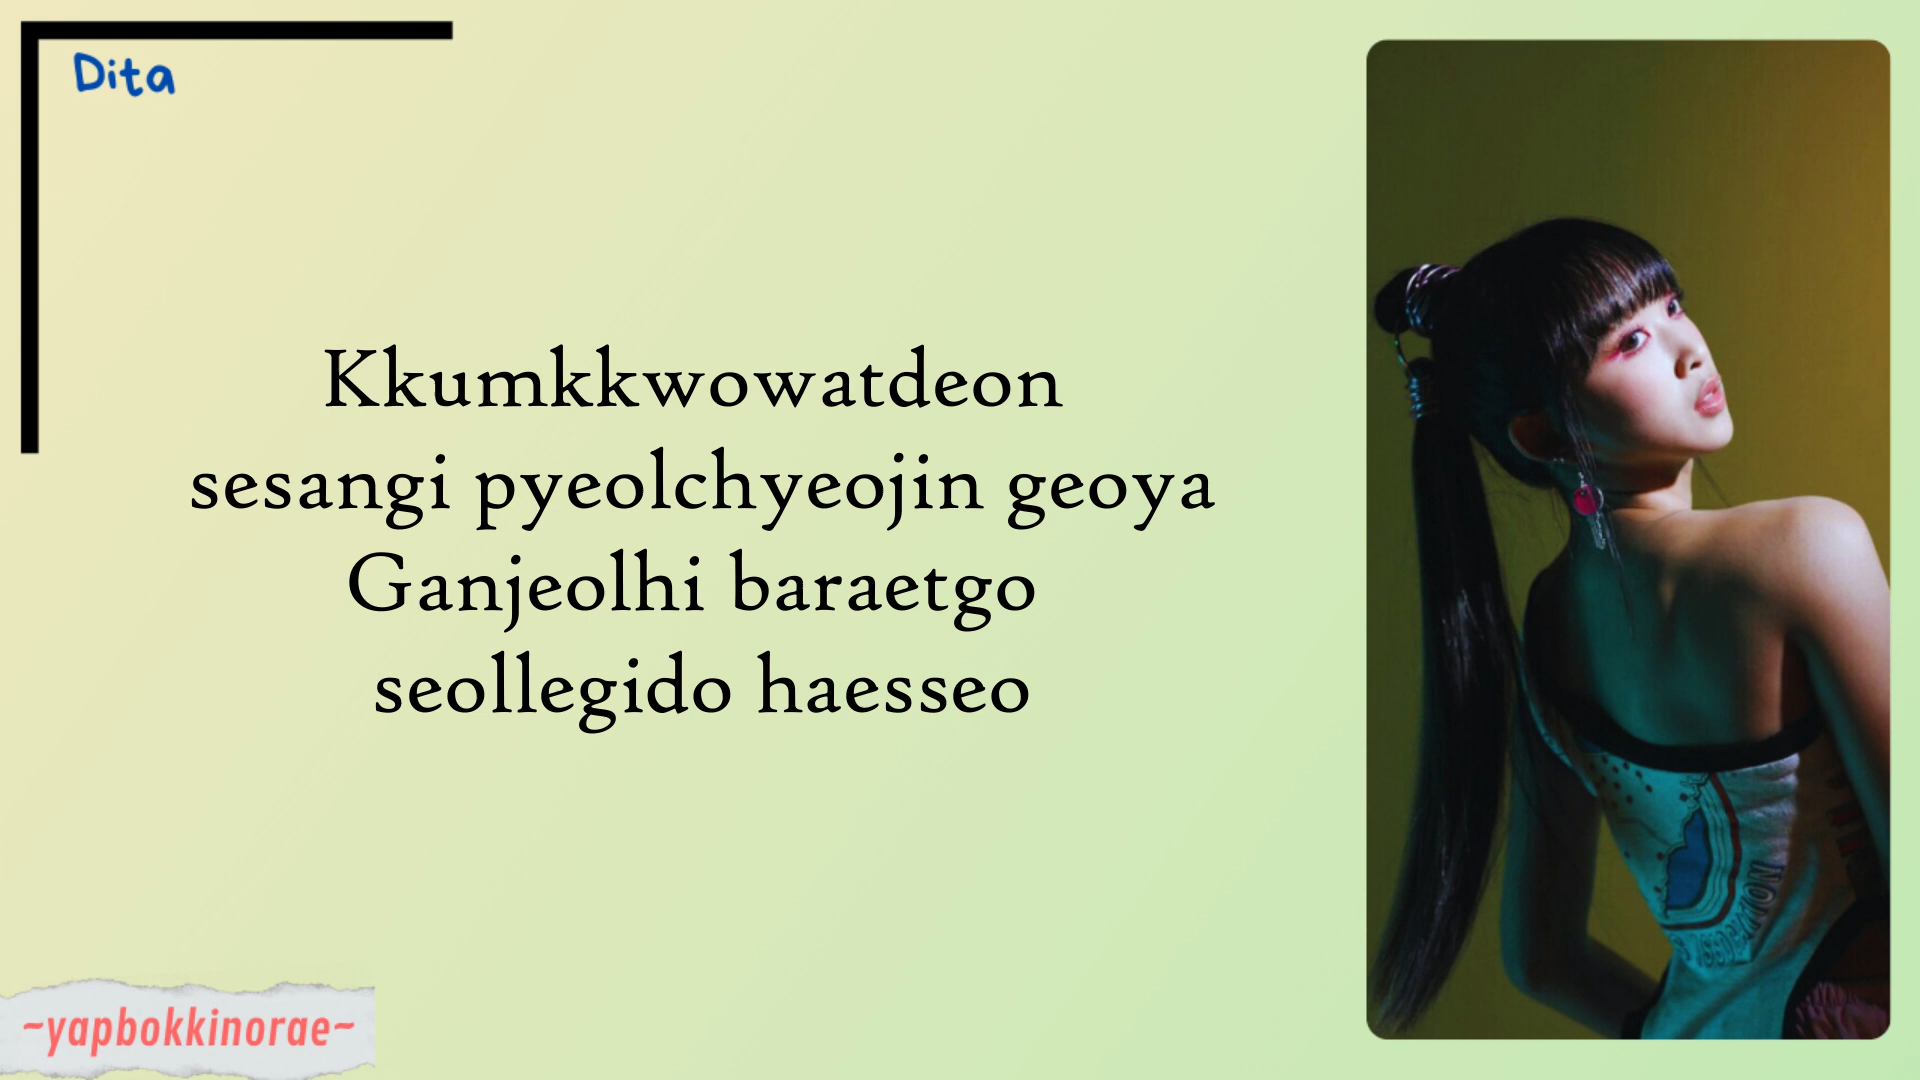 Dita
Kkumkkwowatdeon
sesangi pyeolchyeojin geoya
Ganjeolhi baraetgo
seollegido haesseo
~yapbokkinorae~